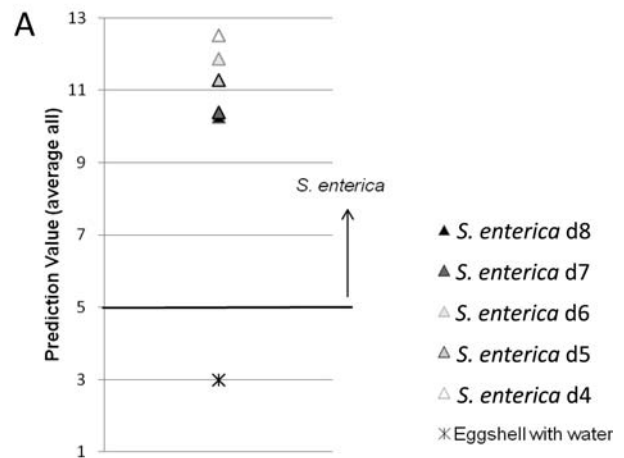 A
Prediction Value (average all)
13
11
9
7
5
3
1
S. enterica
S. enterica d8
S. enterica d7
S. enterica d6
S. enterica d5
S. enterica d4
Eggshell with water